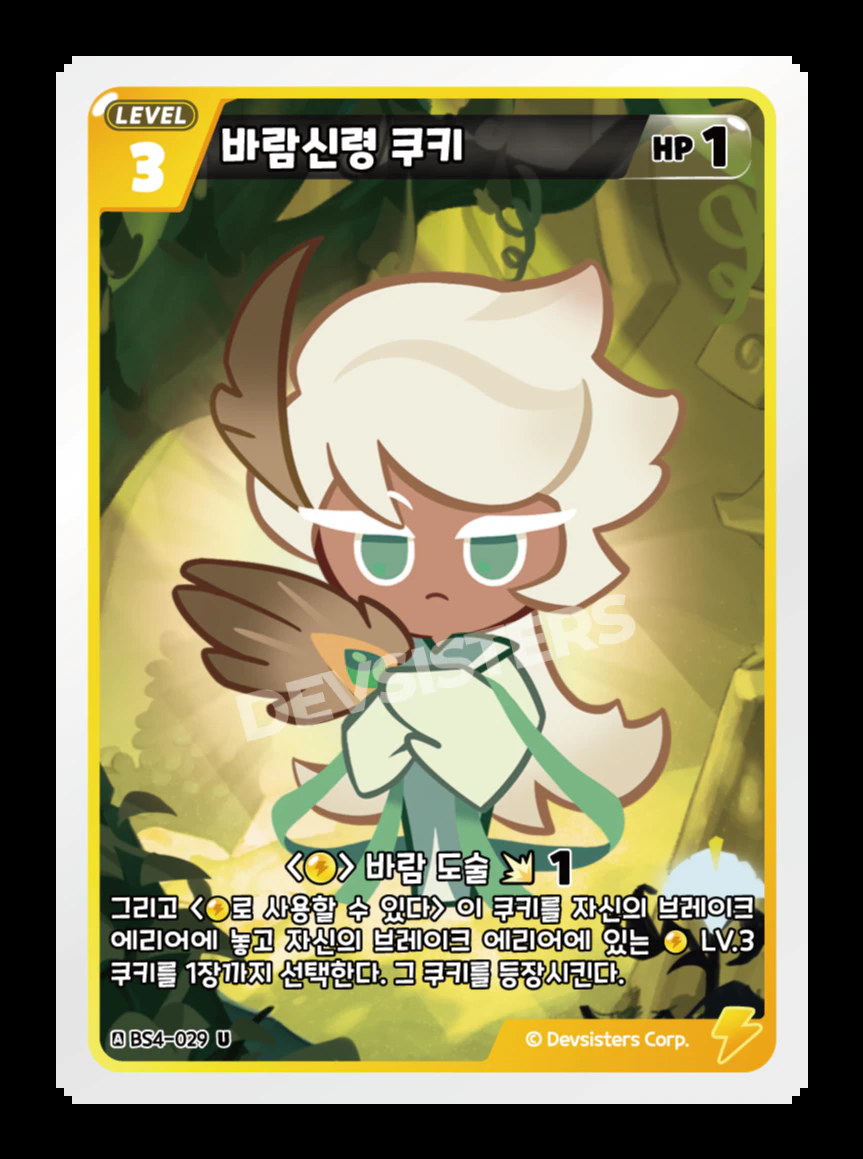 LEVEL
3
바람신령 쿠키
HP 1
DEVSISTERS
< > 바람 도술 1
그리고 < 로 사용할 수 있다> 이 쿠키를 자신의 브레이크
에리어에 놓고 자신의 브레이크 에리어에 있는 LV.3
쿠키를 1장까지 선택한다. 그 쿠키를 등장시킨다.
A BS4-029 U
© Devsisters Corp.